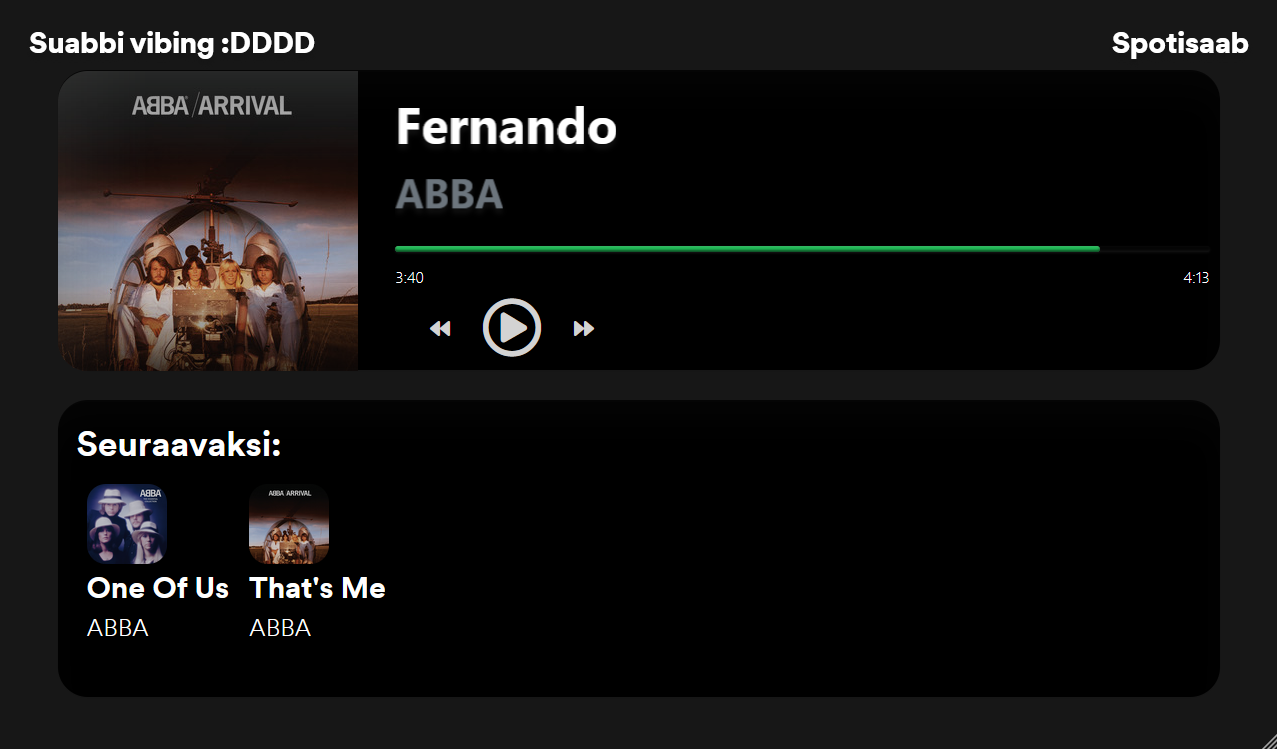 Suabbi vibing :DDDD
Spotisaab
ABBA/ARRIVAL
Fernando
ABBA
3:40
4:13
Seuraavaksi:
ABBA
ABBA ARRIVAL
One Of Us
That's Me
ABBA
ABBA